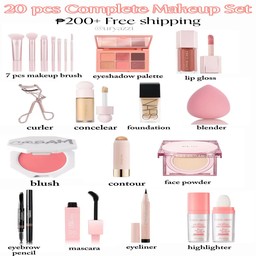 20 pcs Complete Makeup Set
₱200+ Free shipping
7 pcs makeup brush
eyeshadow palette
lip gloss
curler
concelear
foundation
blender
blush
contour
face powder
eyebrow
pencil
mascara
eyeliner
highlighter